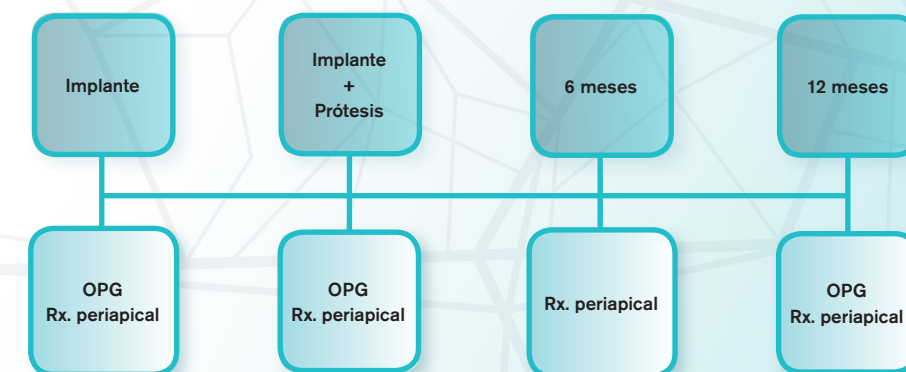 Implante
Implante
+
Prótesis
6 meses
12 meses
OPG
Rx. periapical
OPG
Rx. periapical
Rx. periapical
OPG
Rx. periapical